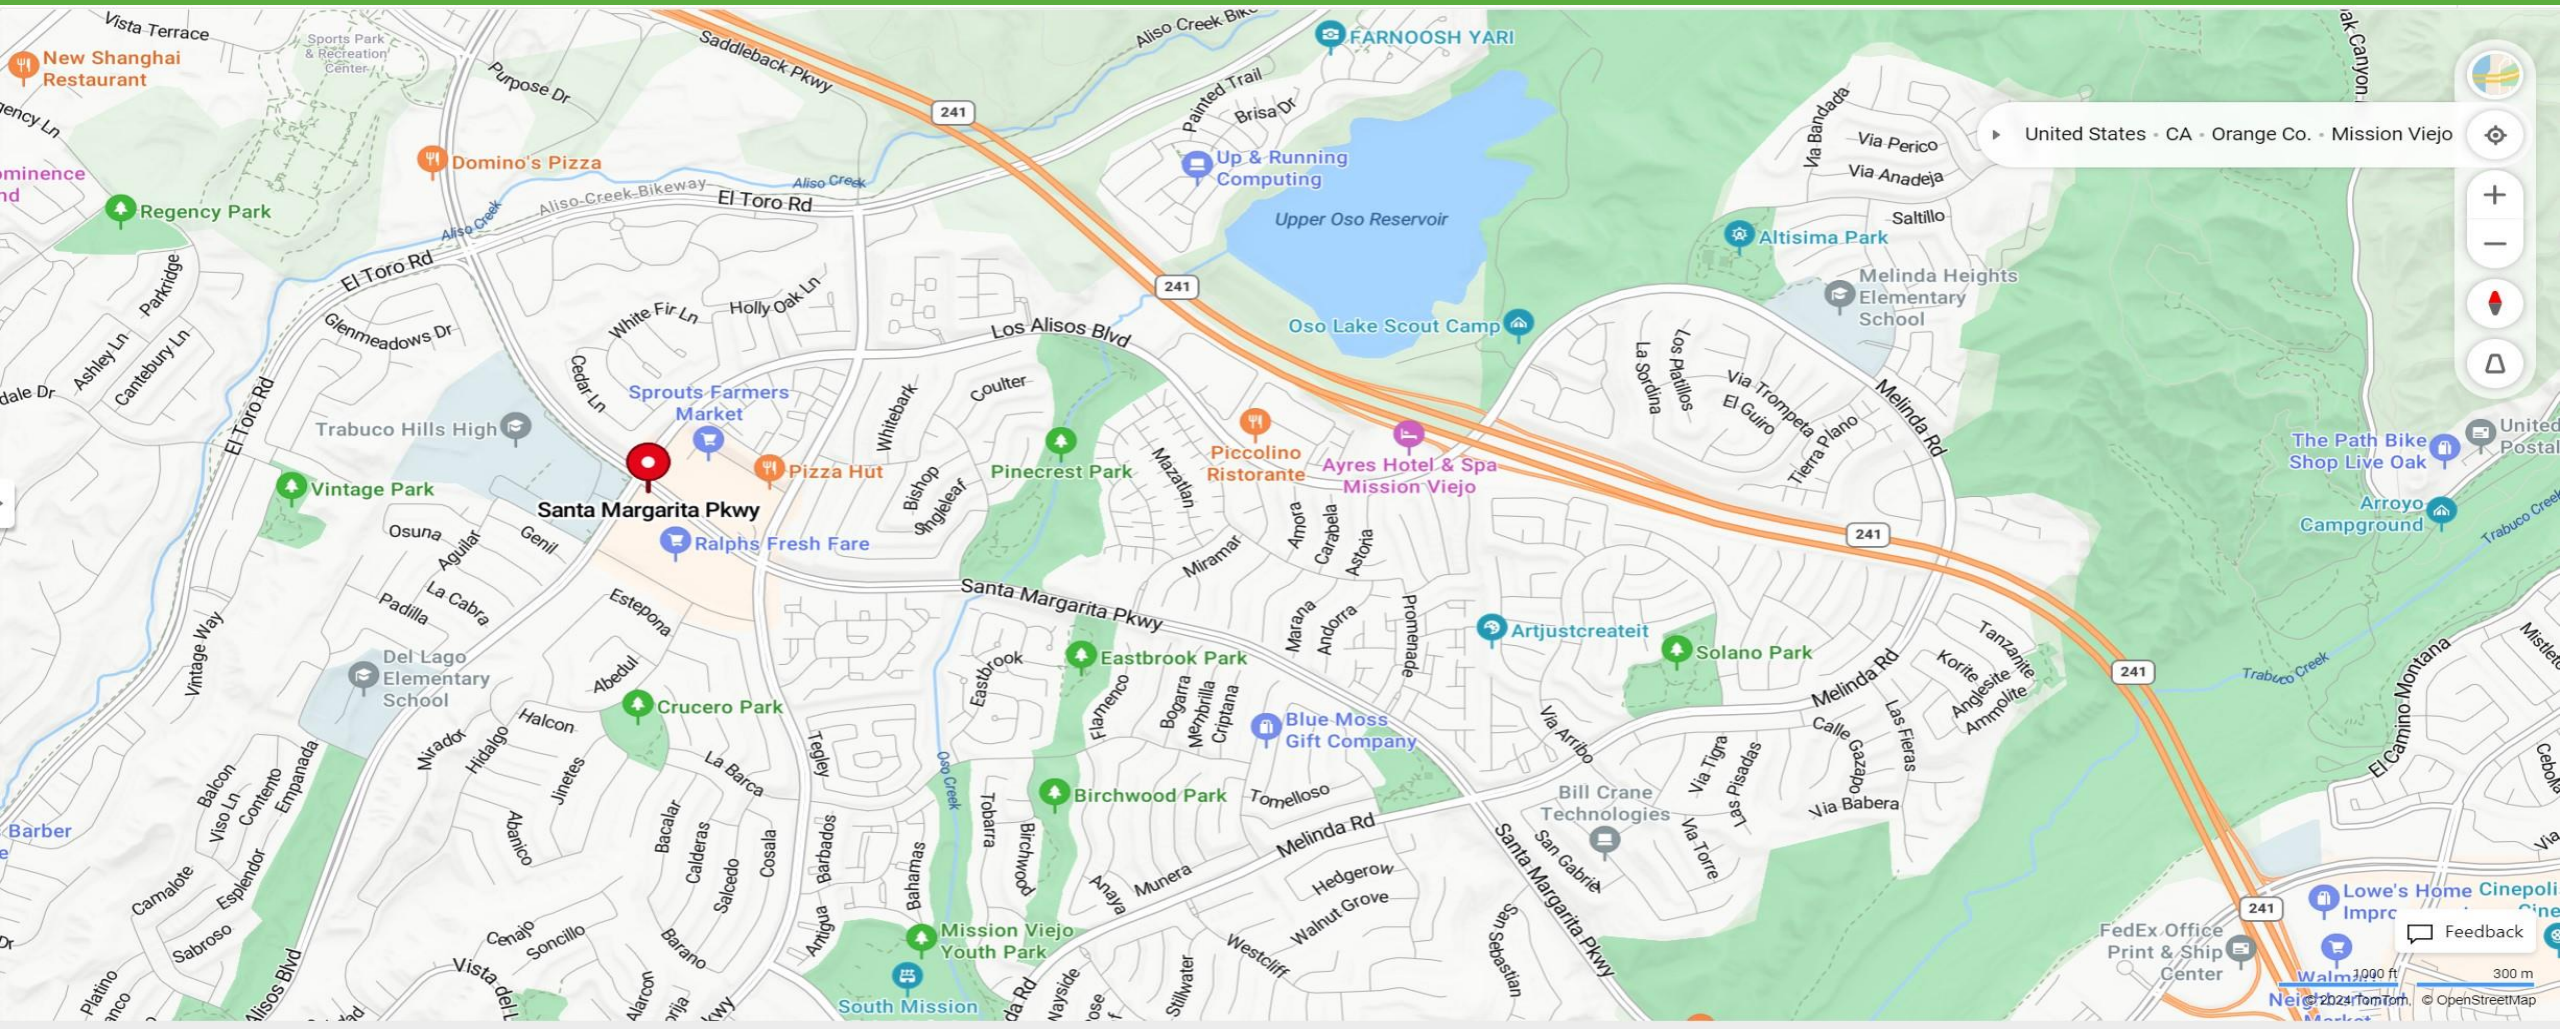 Vista Terrace
Sports Park
& Recreation
Center
Saddleback Pkwy
FARNOOSH YARI
New Shanghai
Restaurant
Purpose Dr
Painted Trail
Brisa Dr
241
Via Bandada
Via Perico
Via Anadeja
Saltillo
United States • CA • Orange Co. • Mission Viejo
Domino's Pizza
Up & Running
Computing
Aliso Creek
Aliso Creek Bikeway
El Toro Rd
Regency Park
Aliso Creek
Upper Oso Reservoir
Altisima Park
El Toro Rd
Parkridge
Melinda Heights
Elementary
School
241
White Fir Ln
Holly Oak Ln
Glenmeadows Dr
Los Alisos Blvd
Oso Lake Scout Camp
Ashley Ln
Cantebury Ln
Cedar Ln
La Sordina
Los Platillos
Via Trompeta
El Guiro
Tierra Plano
Melinda Rd
Sprouts Farmers
Market
Coulter
Whitebark
El Toro Rd
Trabuco Hills High
Pizza Hut
Pinecrest Park
Piccolino
Ristorante
Ayres Hotel & Spa
Mission Viejo
The Path Bike
Shop Live Oak
Vintage Park
Bishop
Singleleaf
Mazatlan
Santa Margarita Pkwy
Arroyo
Campground
Trabuco Creek
Osuna
Aguilar
Genil
Ralphs Fresh Fare
Miramar
Amora
Carabela
Astoria
241
La Cabra
Padilla
Estepona
Santa Margarita Pkwy
Marana
Andorra
Promenade
Artjustcreateit
Solano Park
Tanzanite
Korite
Anglesite
Ammolite
Vintage Way
Del Lago
Elementary
School
Abedul
Eastbrook
Eastbrook Park
Melinda Rd
241
Trabuco Creek
El Camino Montana
Crucero Park
Halcon
Mirador
Hidalgo
Flamenco
Bogarra
Membrilla
Criptana
Blue Moss
Gift Company
Via Arribo
Calle Gazapo
Las Fieras
Via Tigra
Las Pisadas
Tegley
Oso Creek
La Barca
Jinetes
Balcon
Viso Ln
Contento
Empanada
Birchwood Park
Tomelloso
Bill Crane
Technologies
Via Babera
Barber
Abanico
Bacalar
Calderas
Salcedo
Cosala
Barbados
Bahamas
Tobarra
Birchwood
Melinda Rd
Santa Margarita Pkwy
San Gabriel
Via Torre
Camalote
Esplendor
Anaya
Munera
Hedgerow
Walnut Grove
Lowe's Home
241
Sabroso
Cenajo
Soncillo
Barano
Antigua
Mission Viejo
Youth Park
Westcliff
San Sebastian
FedEx Office
Print & Ship
Center
Feedback
Vista del
Platino
Alarcon
South Mission
Wayside
Stillwater
1000 ft
300 m
© 2024 TomTom, © OpenStreetMap